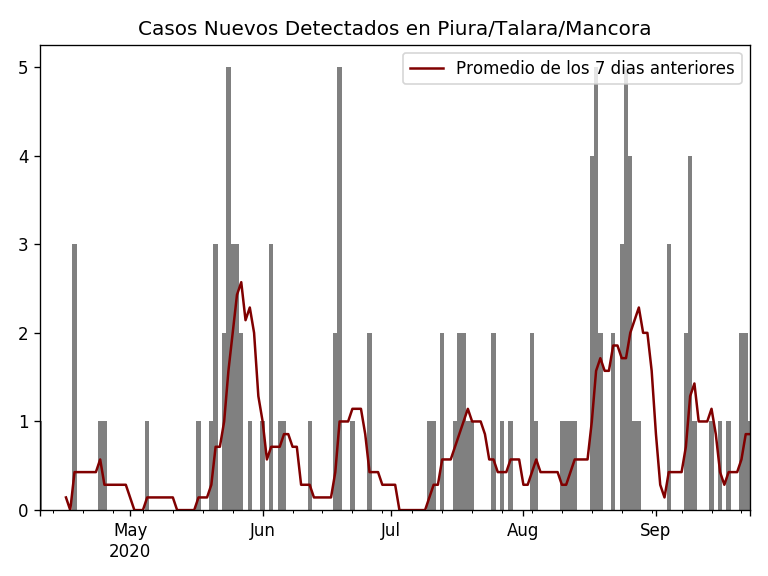 Casos Nuevos Detectados en Piura/Talara/Mancora
Promedio de los 7 dias anteriores
5
4
3
2
1
0
May Jun Jul Aug Sep
2020